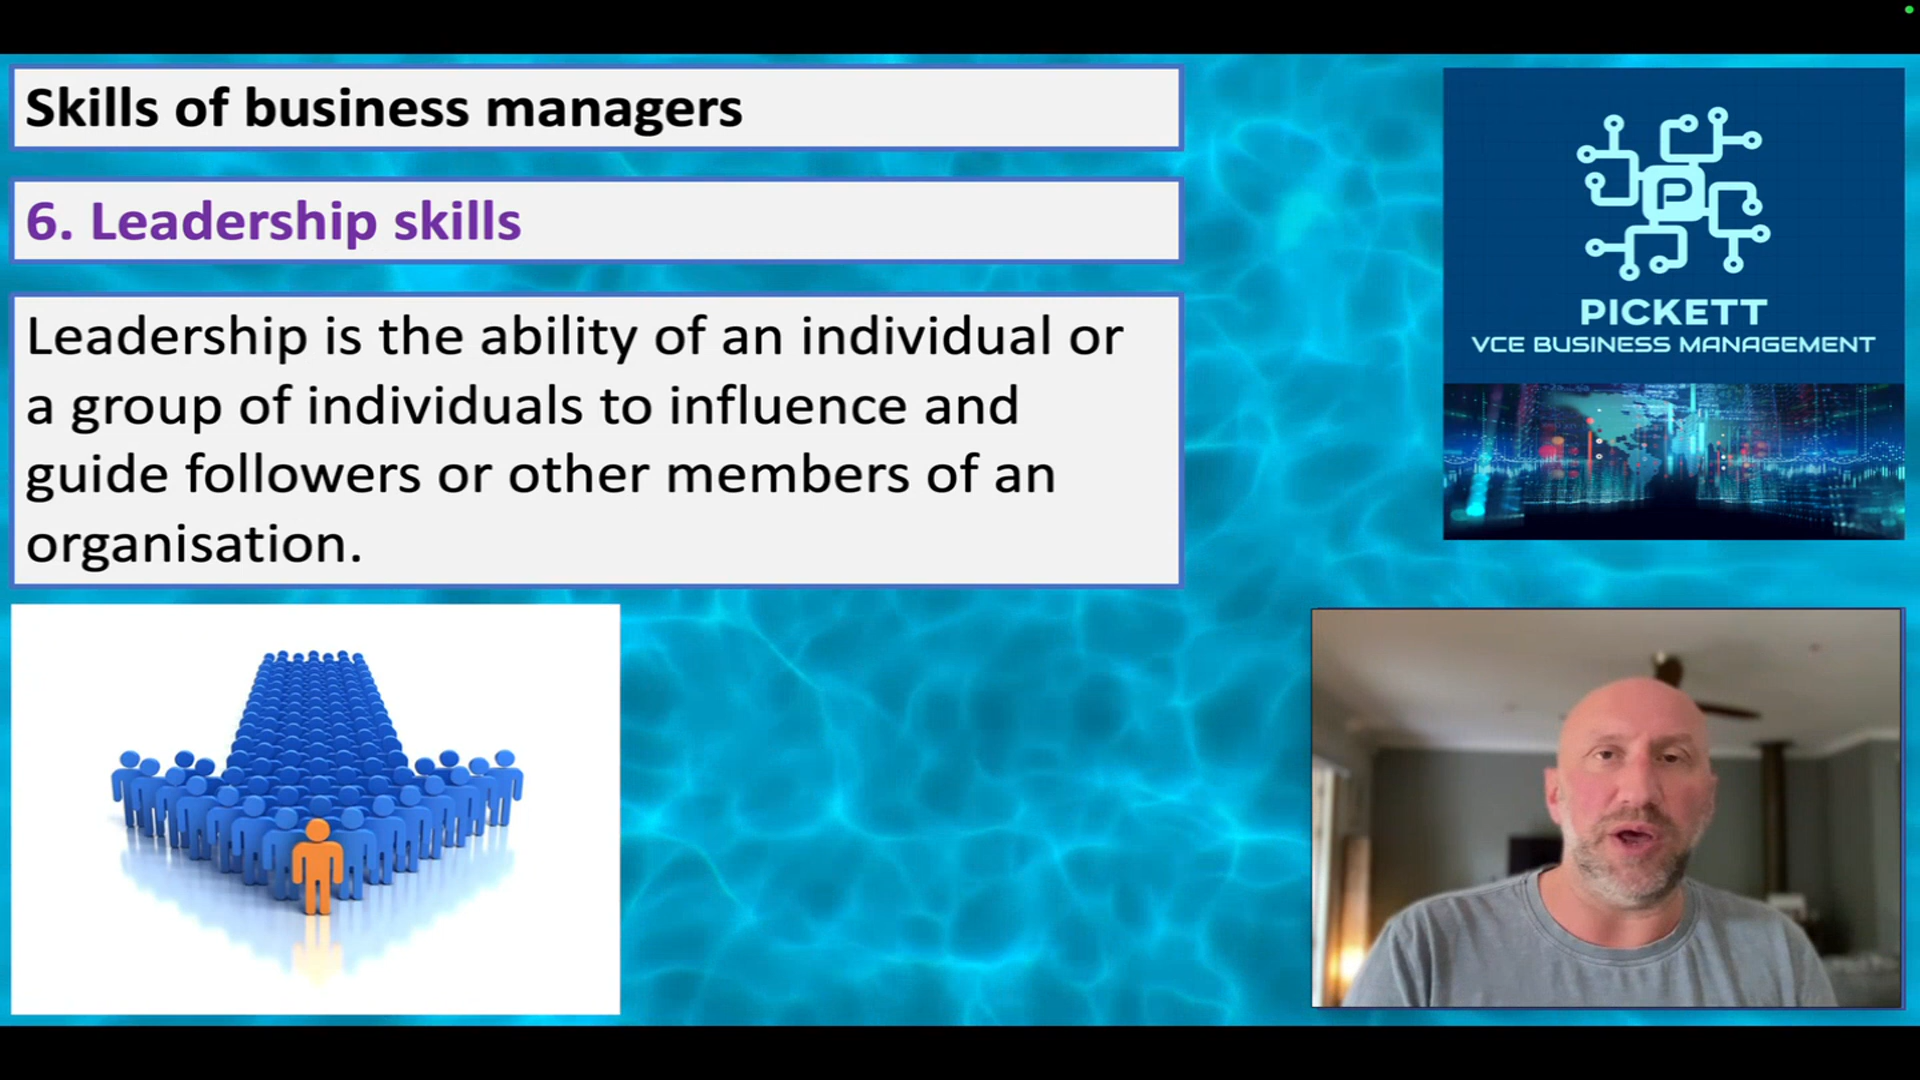 Skills of business managers
6. Leadership skills
Leadership is the ability of an individual or
a group of individuals to influence and
guide followers or other members of an
organisation.
P
PICKETT
VCE BUSINESS MANAGEMENT